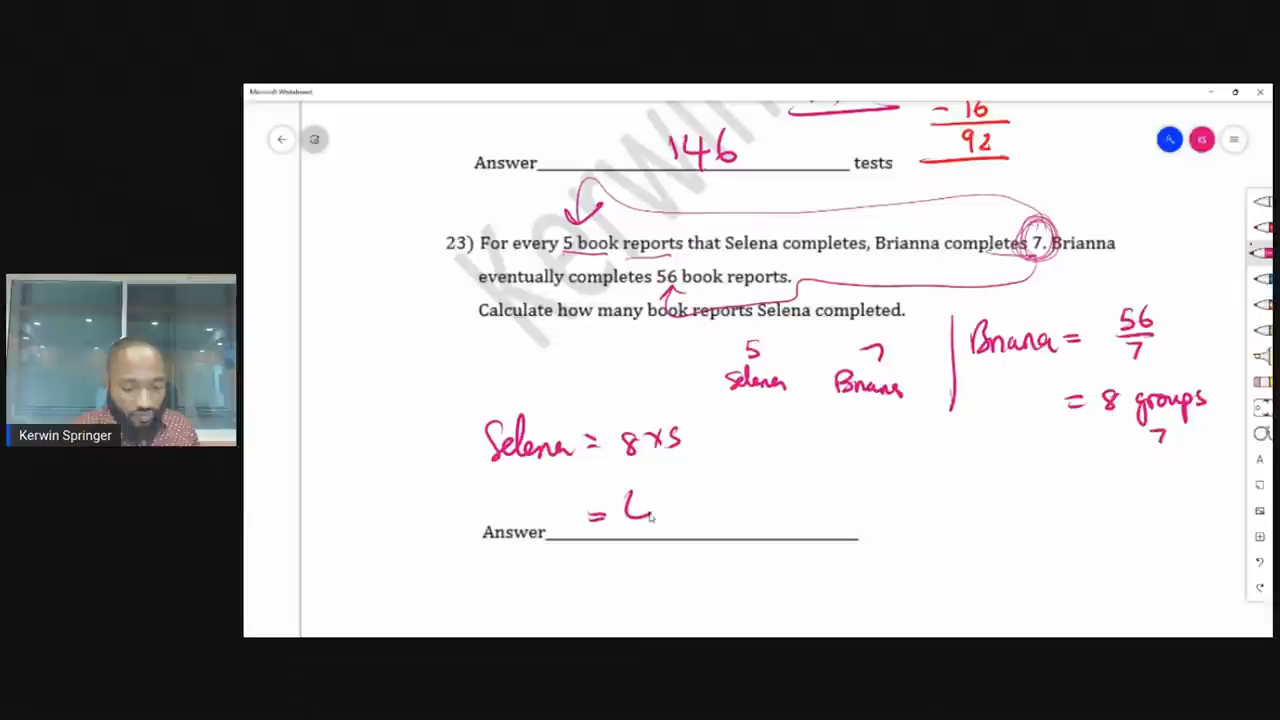 Microsoft Whiteboard
- 16
92
Answer 146 tests
23) For every 5 book reports that Selena completes, Brianna completes 7. Brianna
eventually completes 56 book reports.
Calculate how many book reports Selena completed.
5 7
Selena Briana
Briana = 56
7
= 8 groups
7
Selena = 8 x 5
=
Answer
Kerwin Springer
KS
Kerwin